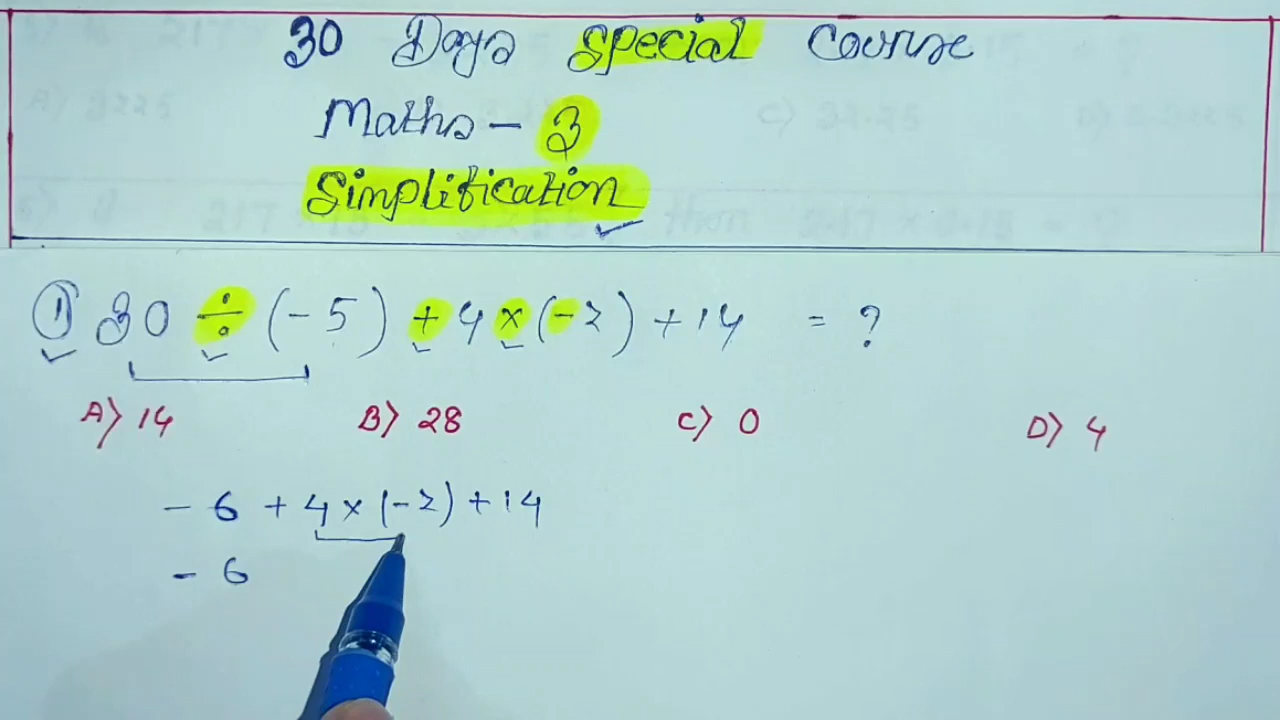 30 Days Special Course
Maths - 3
Simplification
1) 30 ÷ (-5) + 4 × (-2) + 14 = ?
A) 14 B) 28 C) 0 D) 4
- 6 + 4 × (-2) + 14
- 6